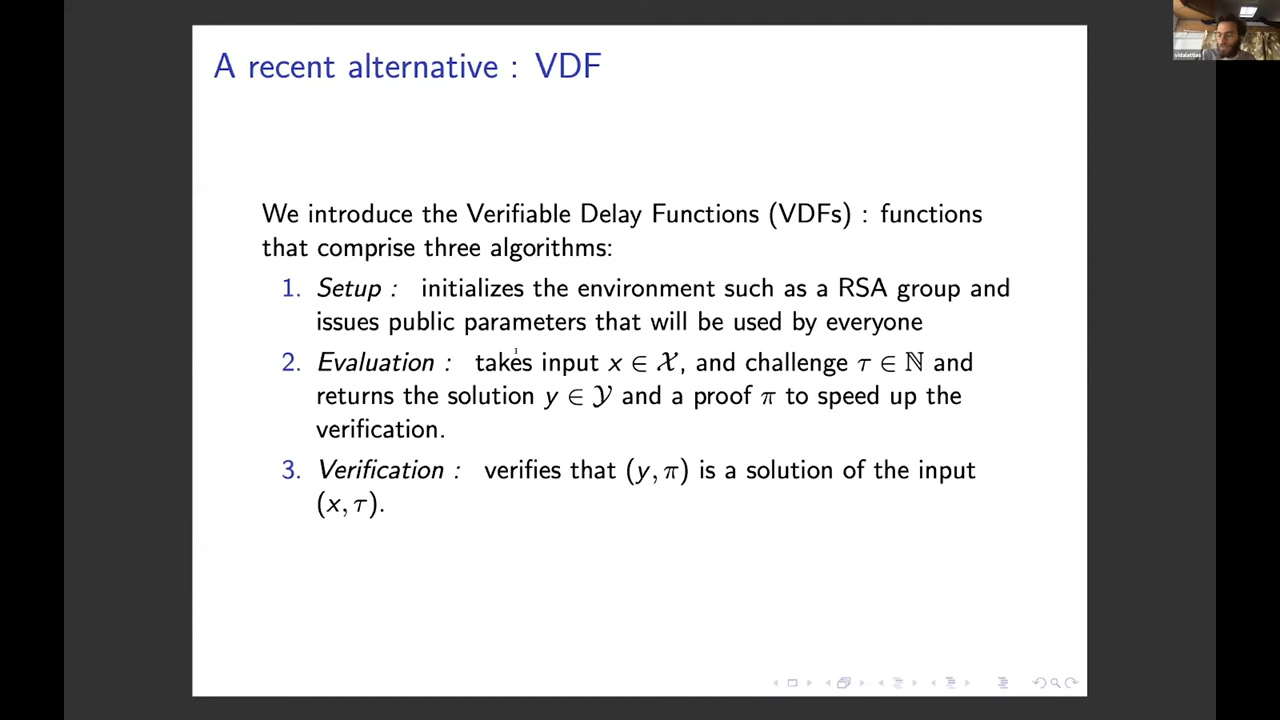 A recent alternative : VDF
vidalattias
We introduce the Verifiable Delay Functions (VDFs) : functions
that comprise three algorithms:
1. Setup : initializes the environment such as a RSA group and
issues public parameters that will be used by everyone
2. Evaluation : takes input x ∈ 𝒳, and challenge τ ∈ ℕ and
returns the solution y ∈ 𝒴 and a proof π to speed up the
verification.
3. Verification : verifies that (y, π) is a solution of the input
(x, τ).